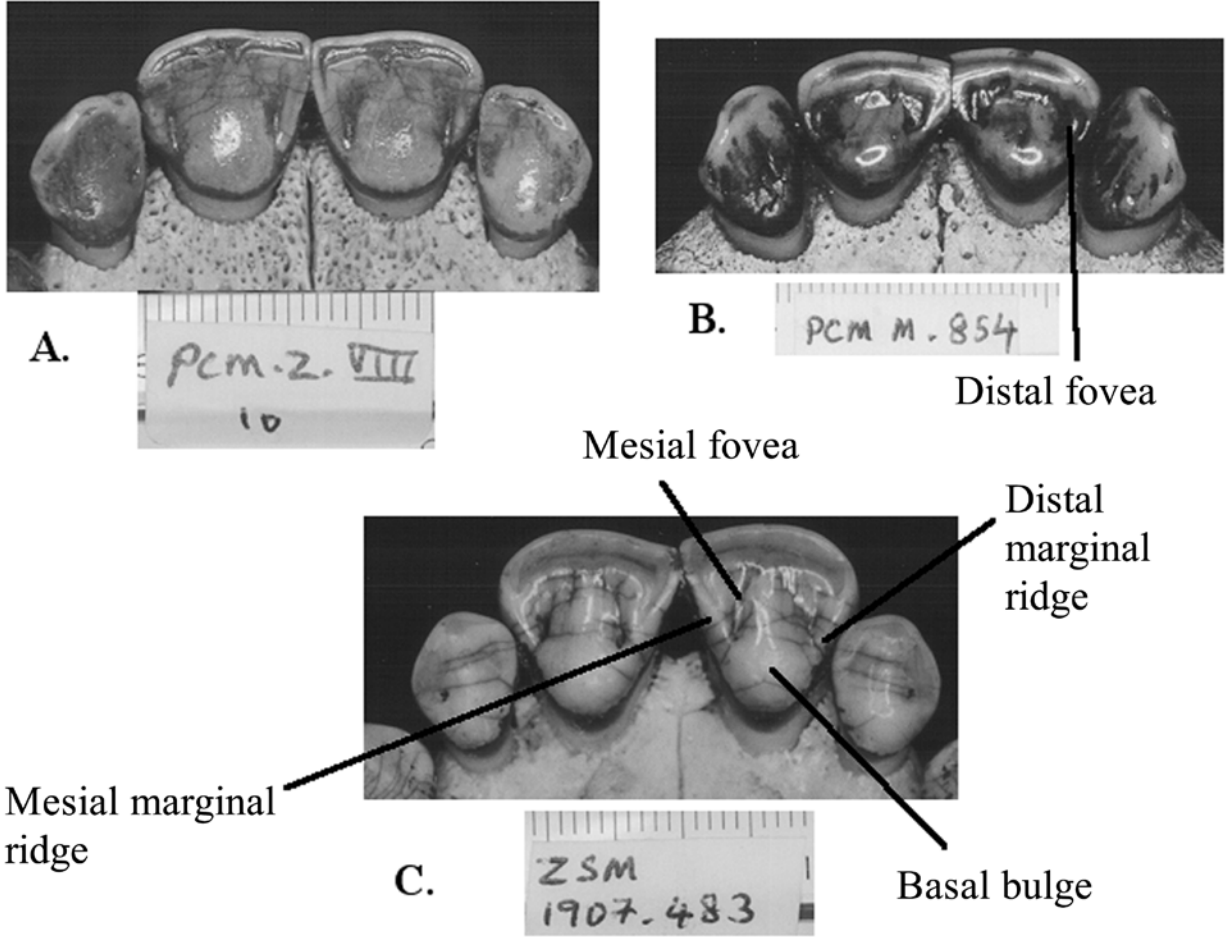 A.
PCM.Z. VIII
10
B.
PCM M. 854
Distal fovea
Mesial fovea
Distal
marginal
ridge
Mesial marginal
ridge
C.
ZSM
1907.483
Basal bulge